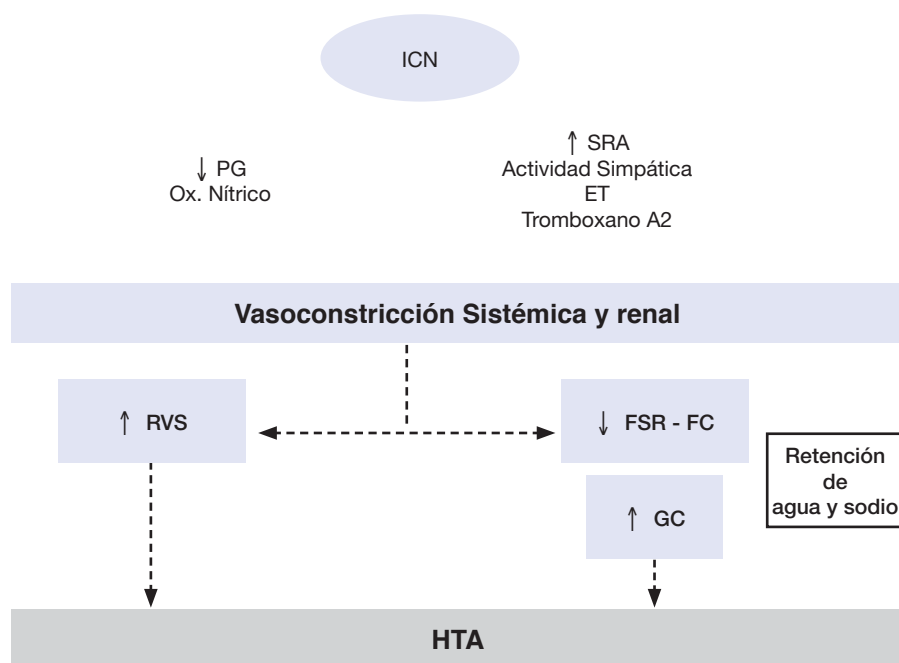 ICN
↓ PG
Ox. Nítrico
↑ SRA
Actividad Simpática
ET
Tromboxano A2
Vasoconstricción Sistémica y renal
↑ RVS
↓ FSR - FC
Retención
de
agua y sodio
↑ GC
HTA